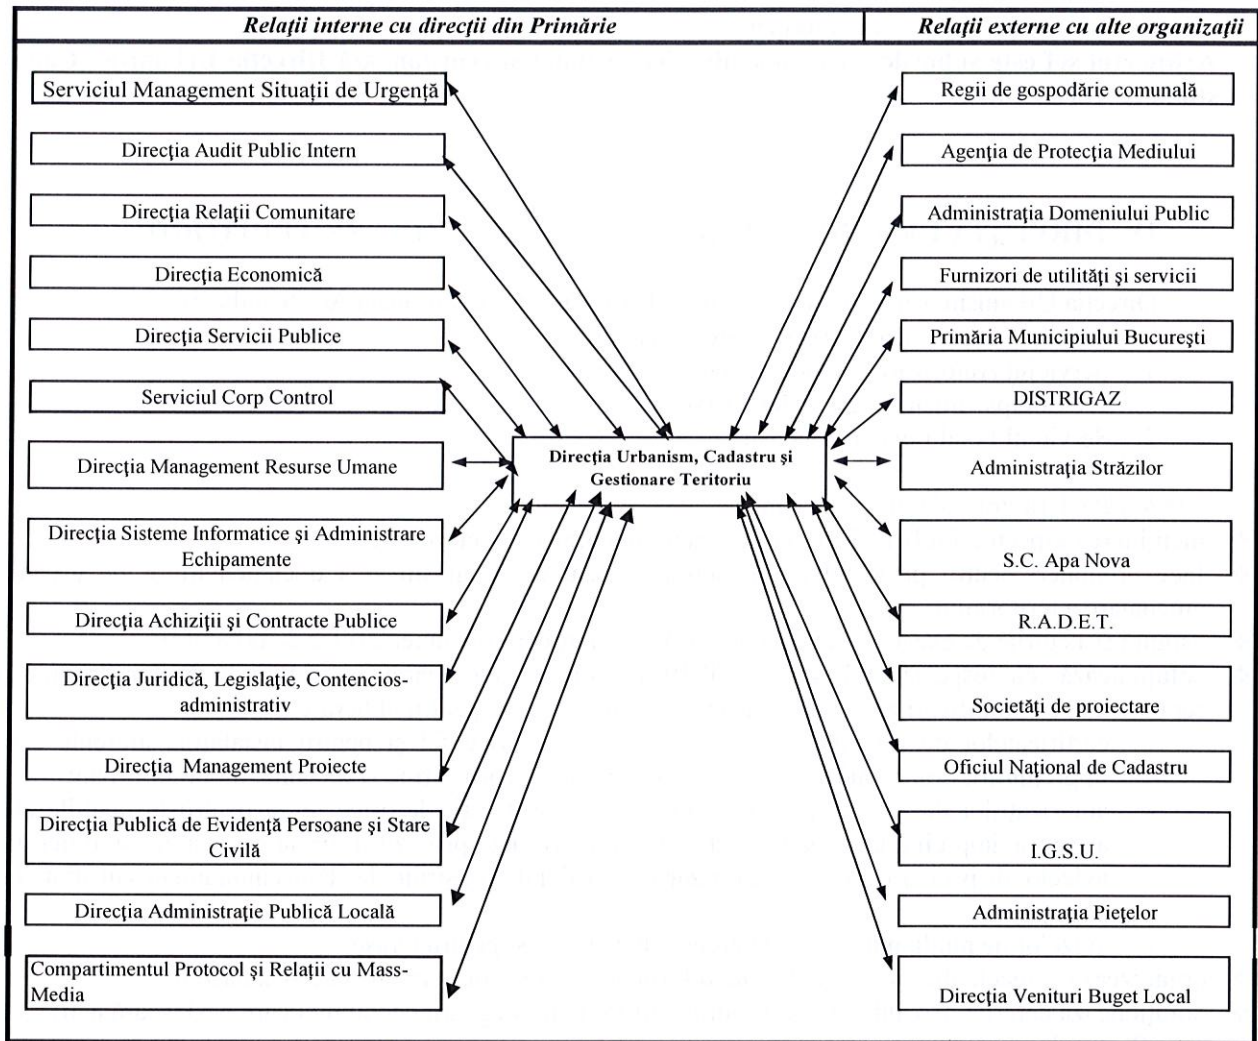 Relaţii interne cu direcţii din Primărie
Relaţii externe cu alte organizaţii
Serviciul Management Situaţii de Urgenţă
Direcţia Audit Public Intern
Direcţia Relaţii Comunitare
Direcţia Economică
Direcţia Servicii Publice
Serviciul Corp Control
Direcţia Management Resurse Umane
Direcţia Sisteme Informatice şi Administrare
Echipamente
Direcţia Achiziţii şi Contracte Publice
Direcţia Juridică, Legislaţie, Contencios-
administrativ
Direcţia Management Proiecte
Direcţia Publică de Evidenţă Persoane şi Stare
Civilă
Direcţia Administraţie Publică Locală
Compartimentul Protocol şi Relaţii cu Mass-
Media
Direcţia Urbanism, Cadastru şi
Gestionare Teritoriu
Regii de gospodărie comunală
Agenţia de Protecţia Mediului
Administraţia Domeniului Public
Furnizori de utilităţi şi servicii
Primăria Municipiului Bucureşti
DISTRIGAZ
Administraţia Străzilor
S.C. Apa Nova
R.A.D.E.T.
Societăţi de proiectare
Oficiul Naţional de Cadastru
I.G.S.U.
Administraţia Pieţelor
Direcţia Venituri Buget Local